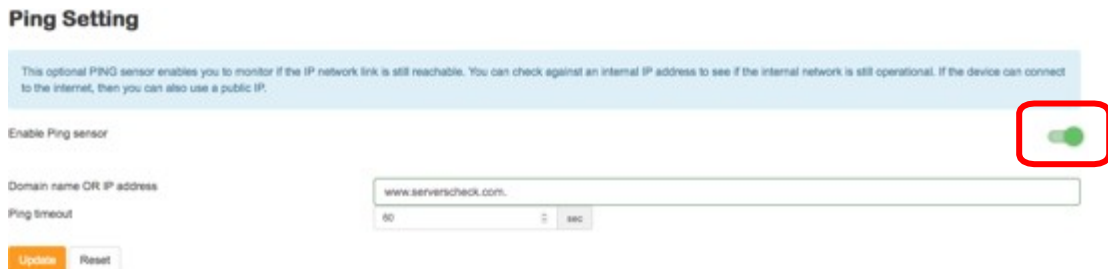 Ping Setting
This optional PING sensor enables you to monitor if the IP network link is still reachable. You can check against an internal IP address to see if the internal network is still operational. If the device can connect
to the internet, then you can also use a public IP.
Enable Ping sensor
Domain name OR IP address
www.serverscheck.com.
Ping timeout
60 sec
Update Reset